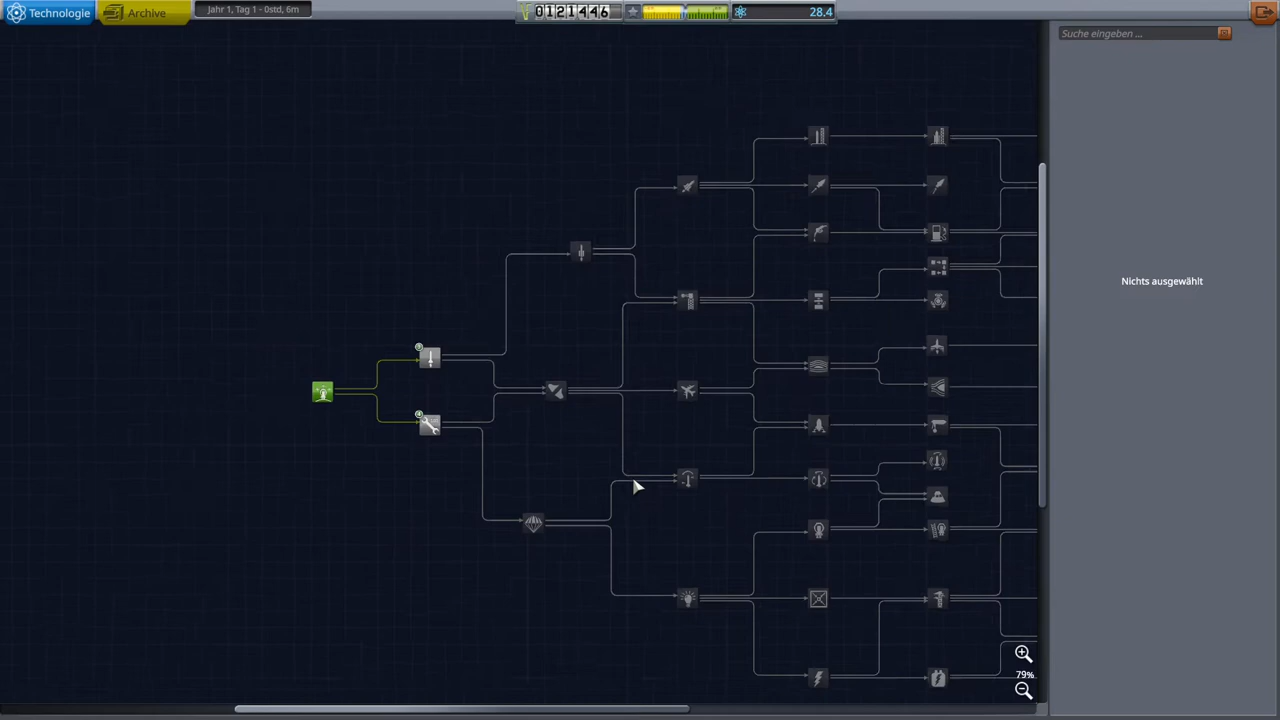 Technologie
Archive
Jahr 1, Tag 1 - 0std, 6m
0121446
28.4
Suche eingeben ...
Nichts ausgewählt
79%